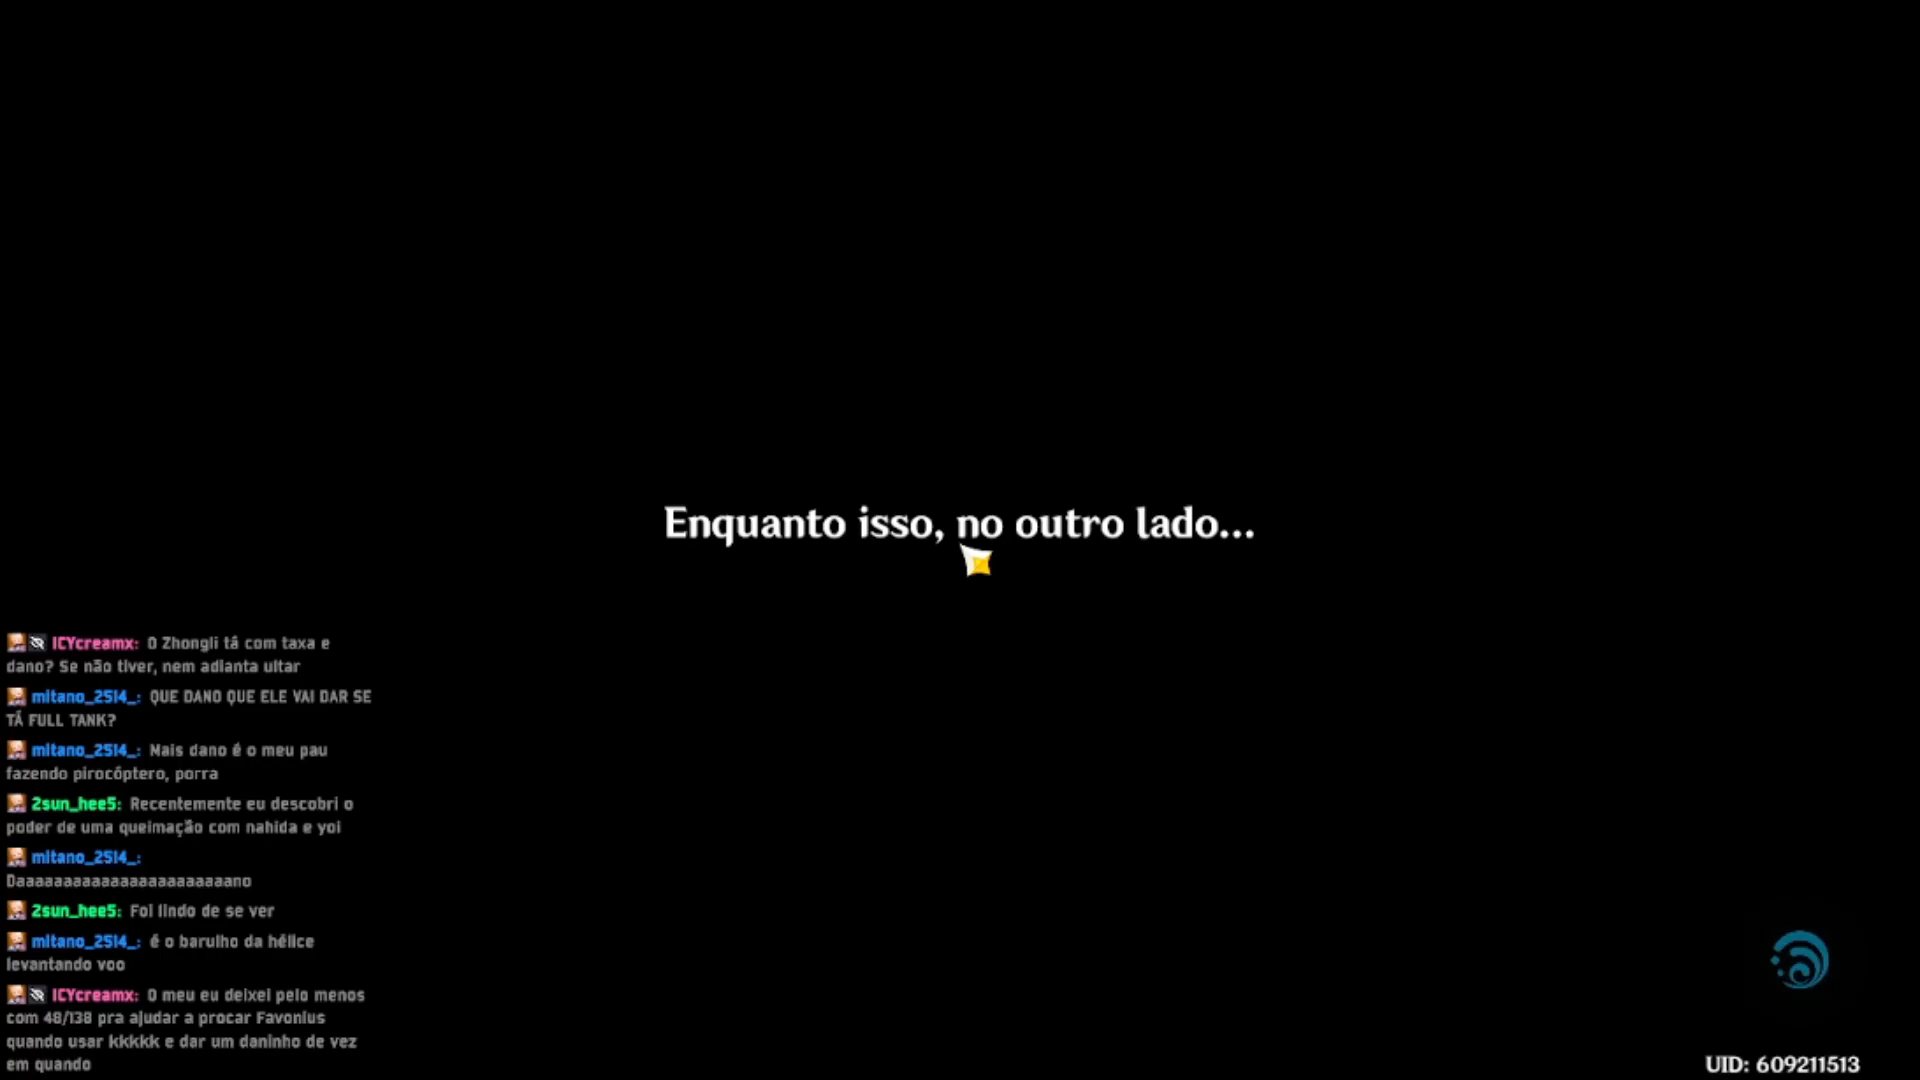 Enquanto isso, no outro lado...
ICYcreamx: O Zhongli tá com taxa e
dano? Se não tiver, nem adianta ultar
mitano_2514_: QUE DANO QUE ELE VAI DAR SE
TÁ FULL TANK?
mitano_2514_: Mais dano é o meu pau
fazendo pirocóptero, porra
2sun_hee5: Recentemente eu descobri o
poder de uma queimação com nahida e yoi
mitano_2514_:
Daaaaaaaaaaaaaaaaaaaaaaaano
2sun_hee5: Foi lindo de se ver
mitano_2514_: é o barulho da hélice
levantando voo
ICYcreamx: O meu eu deixei pelo menos
com 48/138 pra ajudar a procar Favonius
quando usar kkkkk e dar um daninho de vez
em quando
UID: 609211513